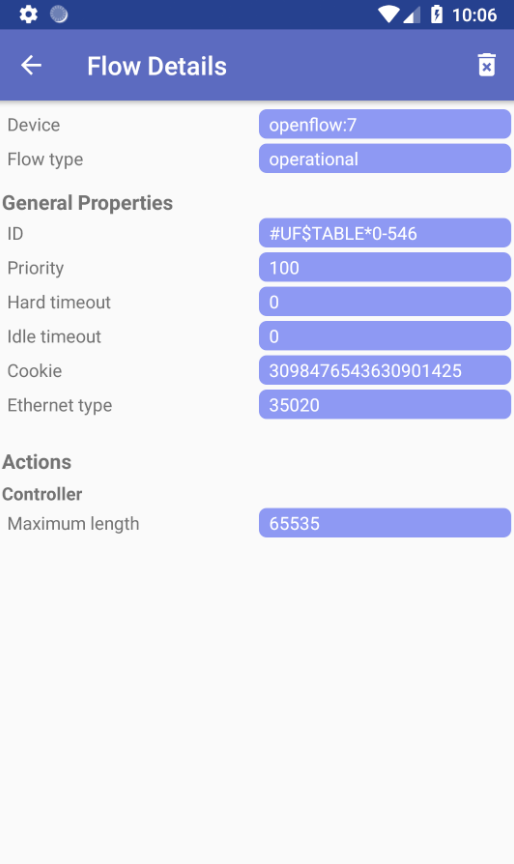 10:06
Flow Details
Device openflow:7
Flow type operational
General Properties
ID #UF$TABLE*0-546
Priority 100
Hard timeout 0
Idle timeout 0
Cookie 3098476543630901425
Ethernet type 35020
Actions
Controller
Maximum length 65535